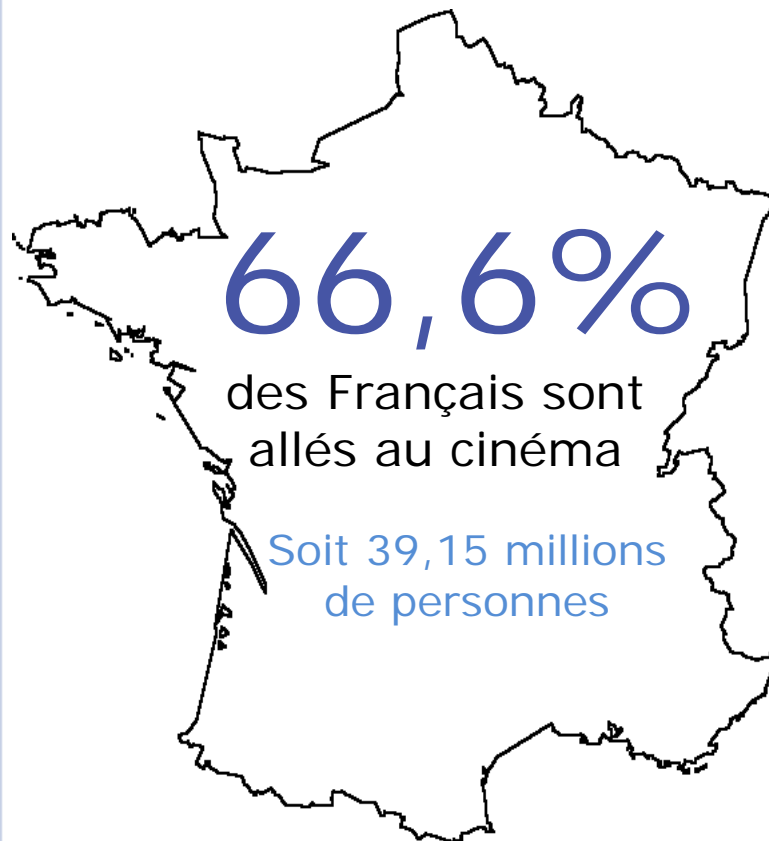 66,6%
des Français sont
allés au cinéma
Soit 39,15 millions
de personnes